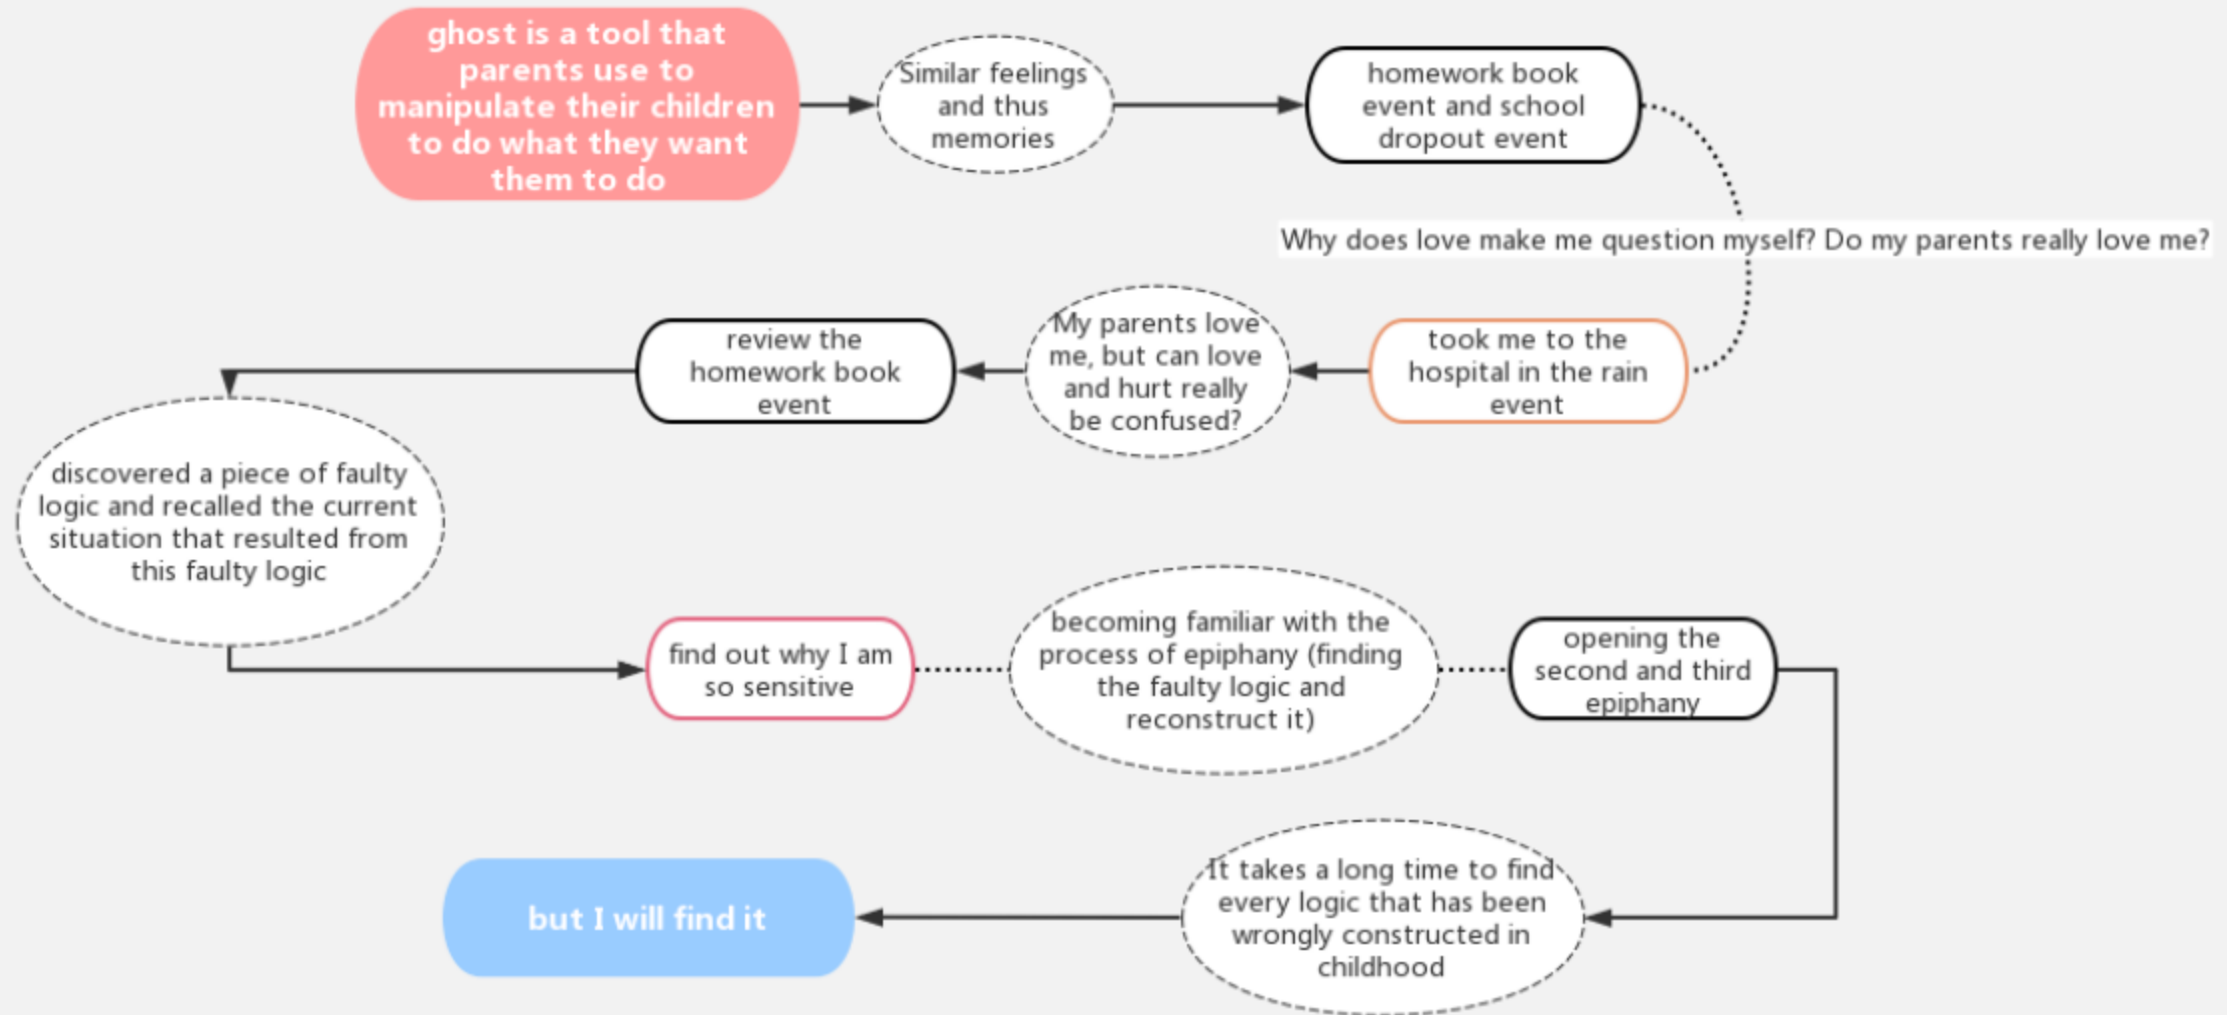 ghost is a tool that
parents use to
manipulate their children
to do what they want
them to do
Similar feelings
and thus
memories
homework book
event and school
dropout event
Why does love make me question myself? Do my parents really love me?
took me to the
hospital in the rain
event
My parents love
me, but can love
and hurt really
be confused?
review the
homework book
event
discovered a piece of faulty
logic and recalled the current
situation that resulted from
this faulty logic
find out why I am
so sensitive
becoming familiar with the
process of epiphany (finding
the faulty logic and
reconstruct it)
opening the
second and third
epiphany
It takes a long time to find
every logic that has been
wrongly constructed in
childhood
but I will find it